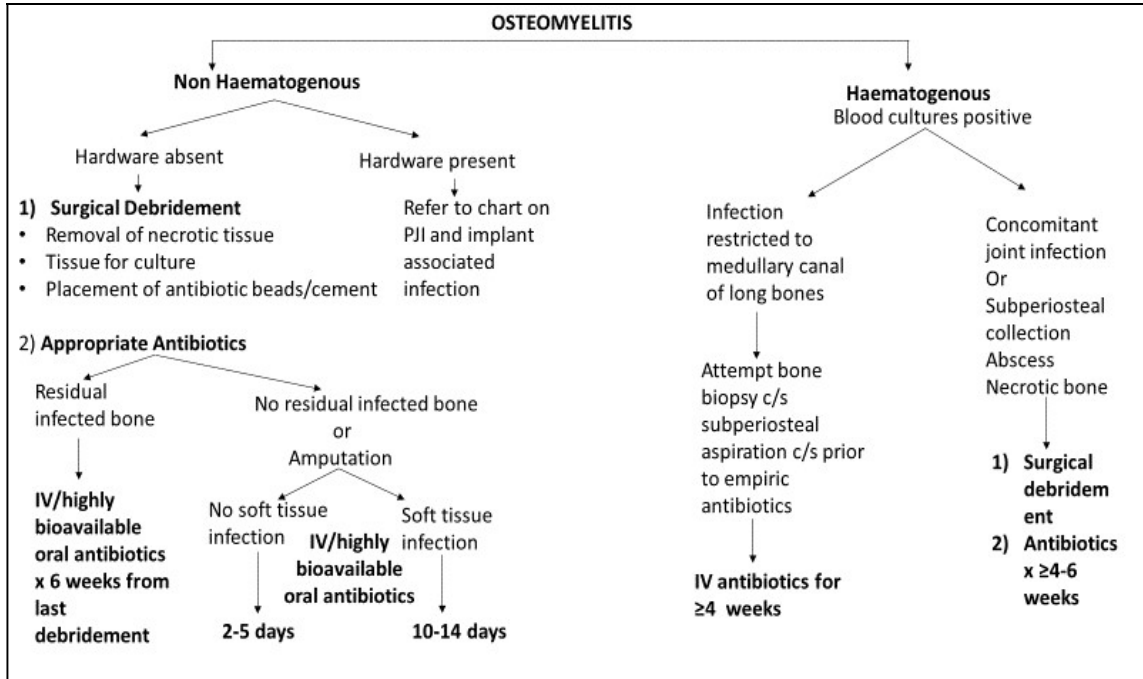 OSTEOMYELITIS
Non Haematogenous
Hardware absent
1) Surgical Debridement
• Removal of necrotic tissue
• Tissue for culture
• Placement of antibiotic beads/cement
Hardware present
Refer to chart on
PJI and implant
associated
infection
2) Appropriate Antibiotics
Residual
infected bone
IV/highly
bioavailable
oral antibiotics
x 6 weeks from
last
debridement
No residual infected bone
or
Amputation
No soft tissue
infection
2-5 days
IV/highly
bioavailable
oral antibiotics
Soft tissue
infection
10-14 days
Haematogenous
Blood cultures positive
Infection
restricted to
medullary canal
of long bones
Attempt bone
biopsy c/s
subperiosteal
aspiration c/s prior
to empiric
antibiotics
IV antibiotics for
≥4 weeks
Concomitant
joint infection
Or
Subperiosteal
collection
Abscess
Necrotic bone
1) Surgical
debridem
ent
2) Antibiotics
x ≥4-6
weeks